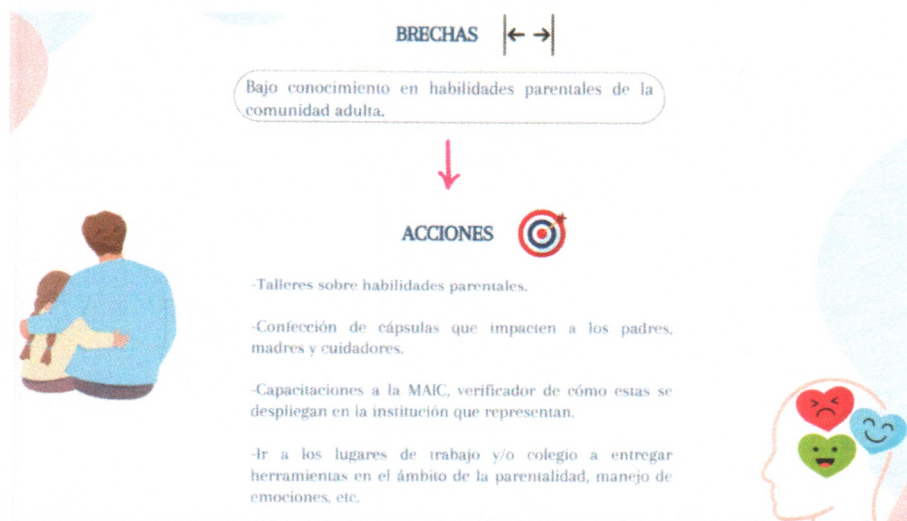 BRECHAS
Bajo conocimiento en habilidades parentales de la
comunidad adulta.
ACCIONES
-Talleres sobre habilidades parentales.
-Confección de cápsulas que impacten a los padres,
madres y cuidadores.
-Capacitaciones a la MAIC, verificador de cómo estas se
despliegan en la institución que representan.
-Ir a los lugares de trabajo y/o colegio a entregar
herramientas en el ámbito de la parentalidad, manejo de
emociones, etc.